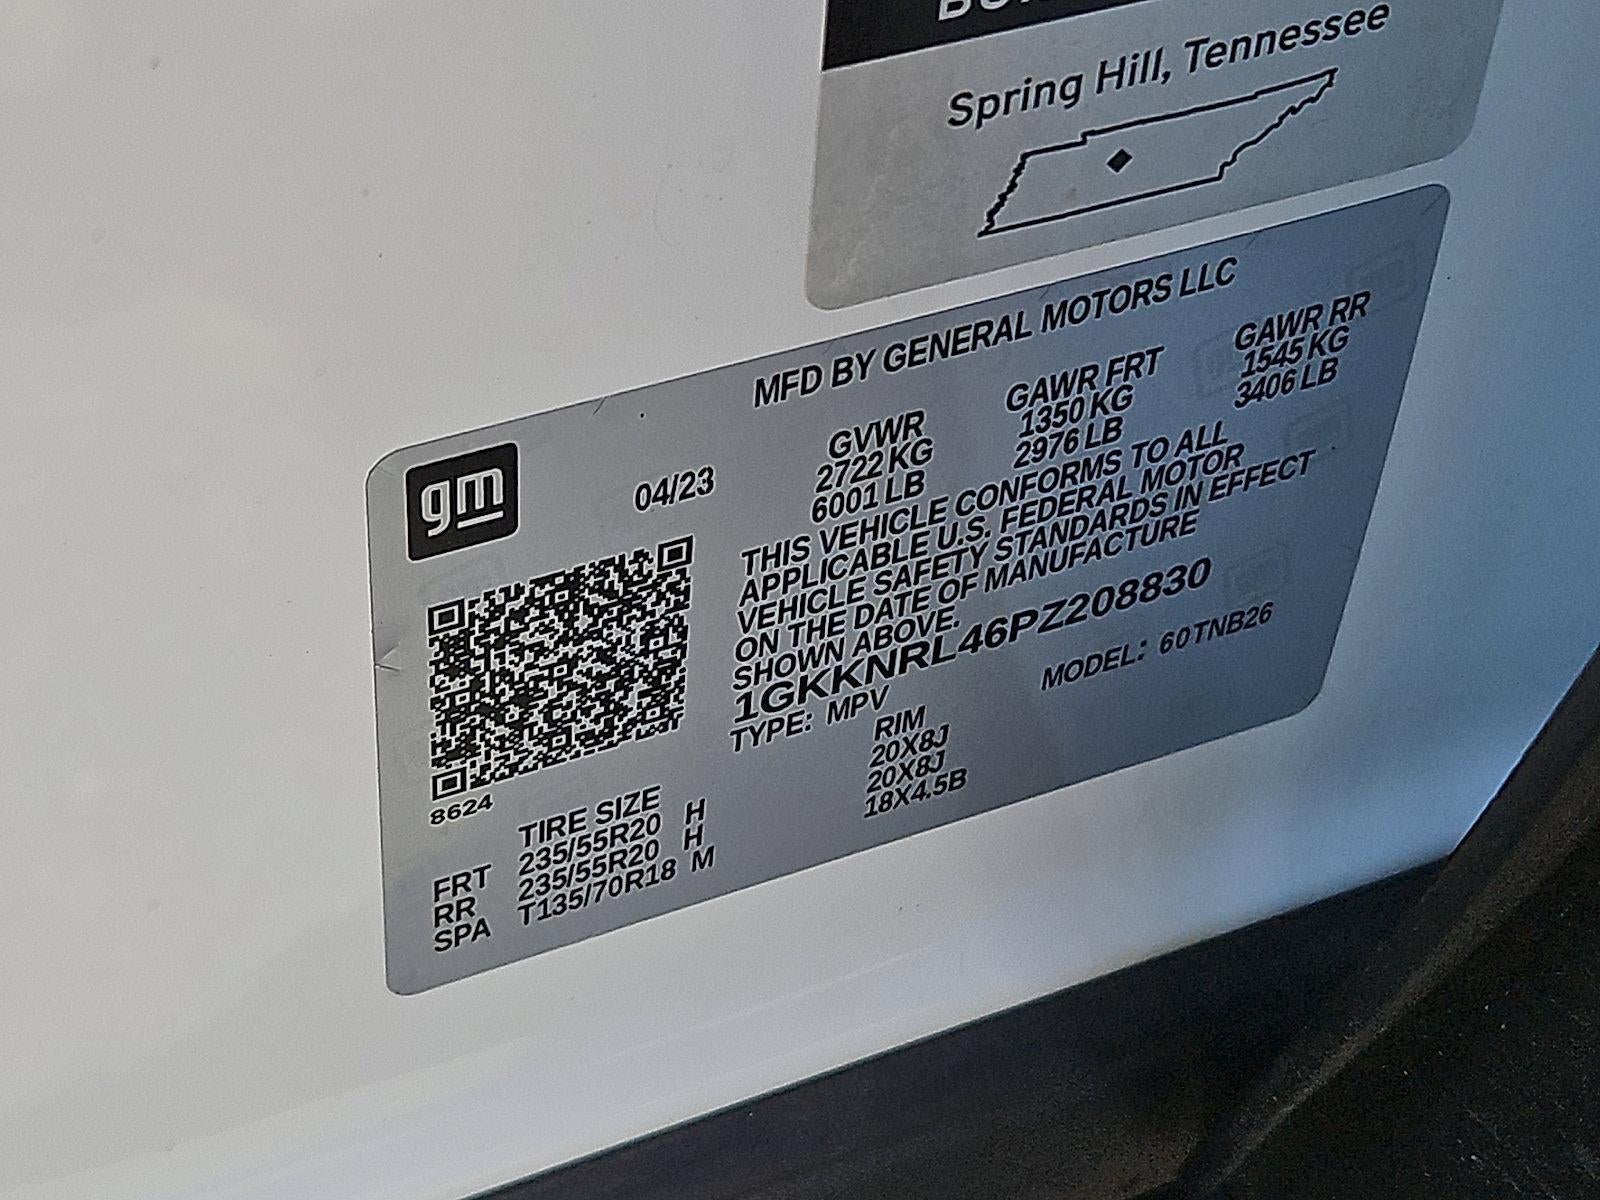 Spring Hill, Tennessee
MFD BY GENERAL MOTORS LLC
gm
04/23
GVWR GAWR FRT GAWR RR
2722 KG 1350 KG 1545 KG
6001 LB 2976 LB 3406 LB
THIS VEHICLE CONFORMS TO ALL
APPLICABLE U.S. FEDERAL MOTOR
VEHICLE SAFETY STANDARDS IN EFFECT
ON THE DATE OF MANUFACTURE
SHOWN ABOVE.
1GKKNRL46PZ208830
TYPE: MPV MODEL: 60TNB26
8624
TIRE SIZE RIM
FRT 235/55R20 H 20X8J
RR 235/55R20 H 20X8J
SPA T135/70R18 M 18X4.5B